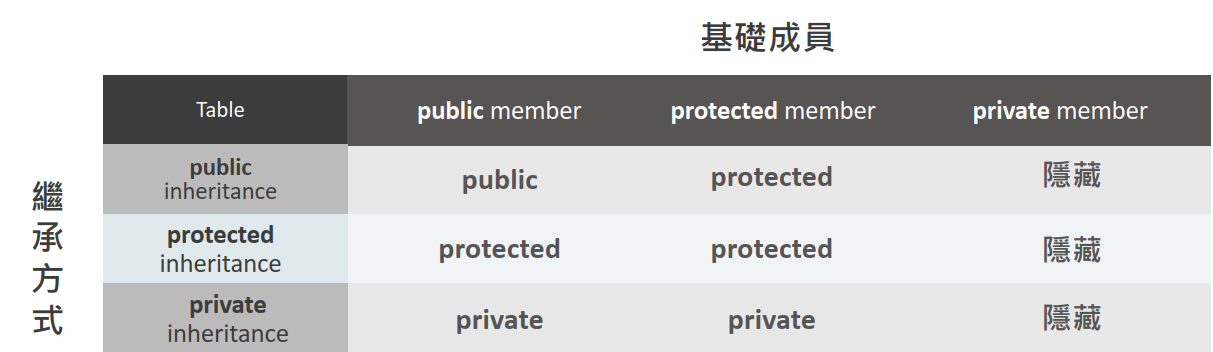 基礎成員
Table public member protected member private member
繼承方式
public inheritance public protected 隱藏
protected inheritance protected protected 隱藏
private inheritance private private 隱藏